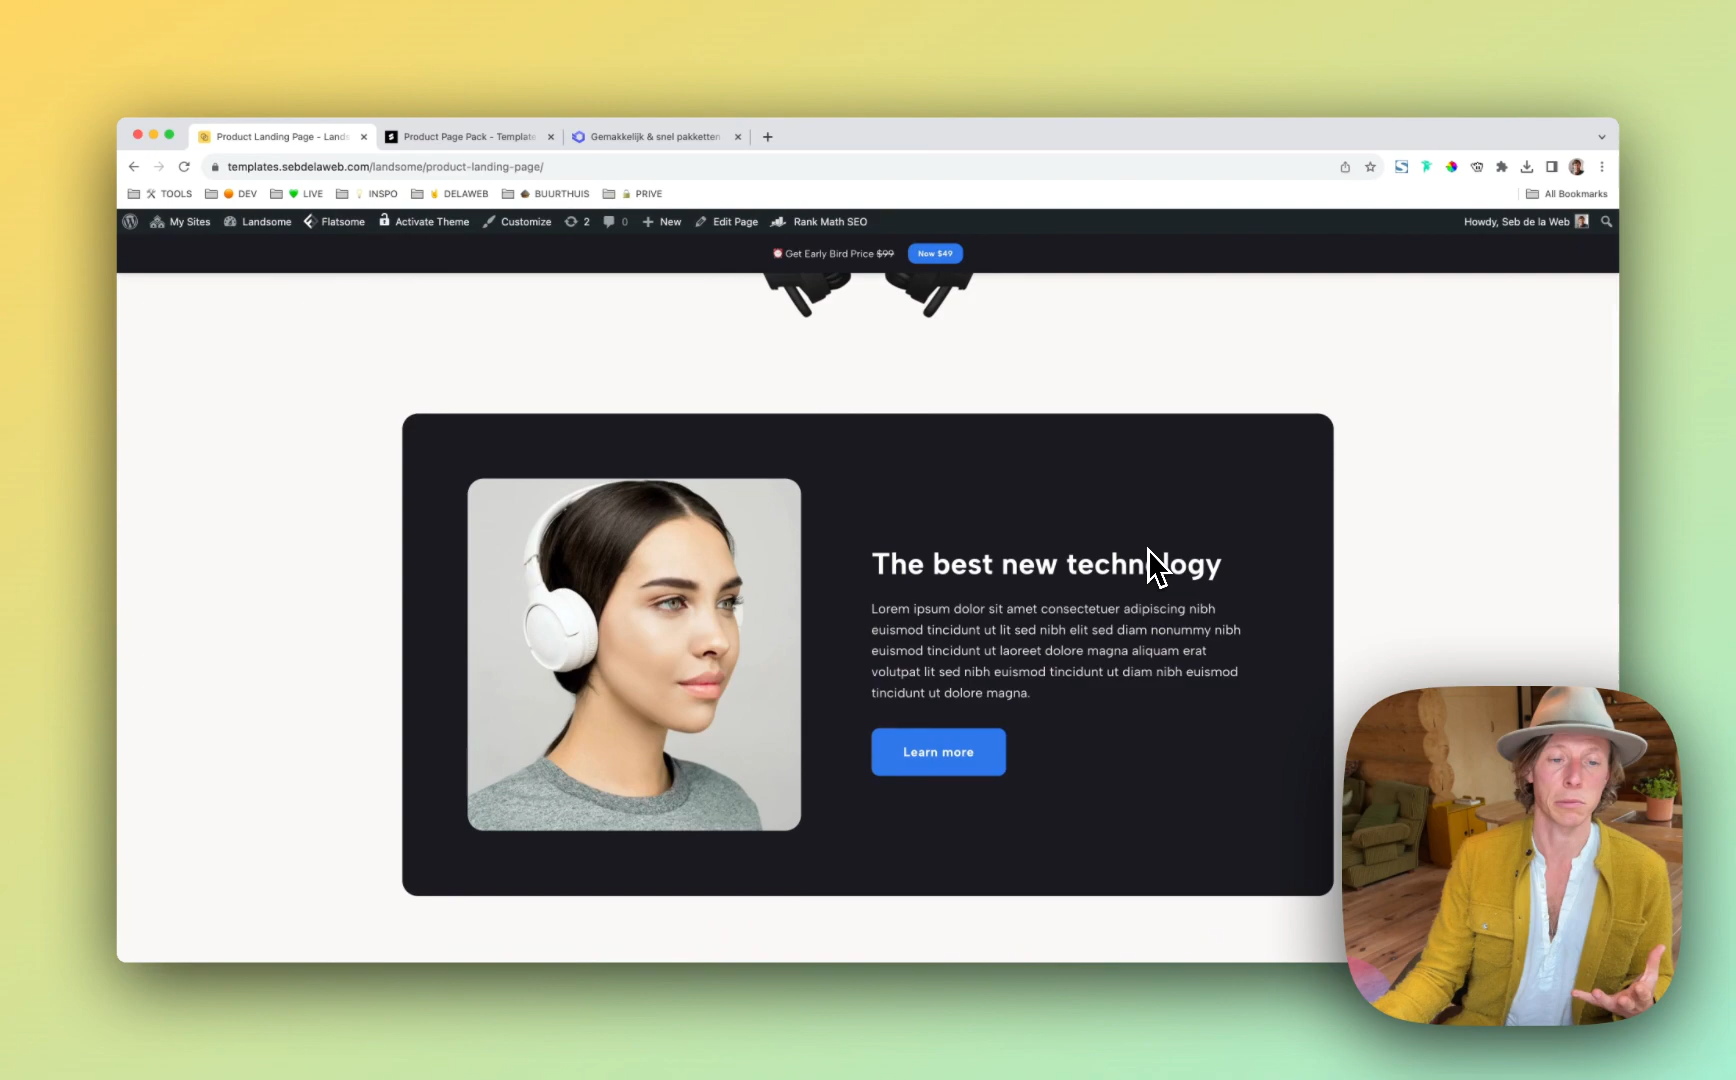 Product Landing Page - Lands
Product Page Pack - Template
Gemakkelijk & snel pakketten
templates.sebdelaweb.com/landsome/product-landing-page/
TOOLS
DEV
LIVE
INSPO
DELAWEB
BUURTHUIS
PRIVE
All Bookmarks
My Sites
Landsome
Flatsome
Activate Theme
Customize
2
0
New
Edit Page
Rank Math SEO
Howdy, Seb de la Web
Get Early Bird Price $99
Now $49
The best new technology
Lorem ipsum dolor sit amet consectetuer adipiscing nibh
euismod tincidunt ut lit sed nibh elit sed diam nonummy nibh
euismod tincidunt ut laoreet dolore magna aliquam erat
volutpat lit sed nibh euismod tincidunt ut diam nibh euismod
tincidunt ut dolore magna.
Learn more